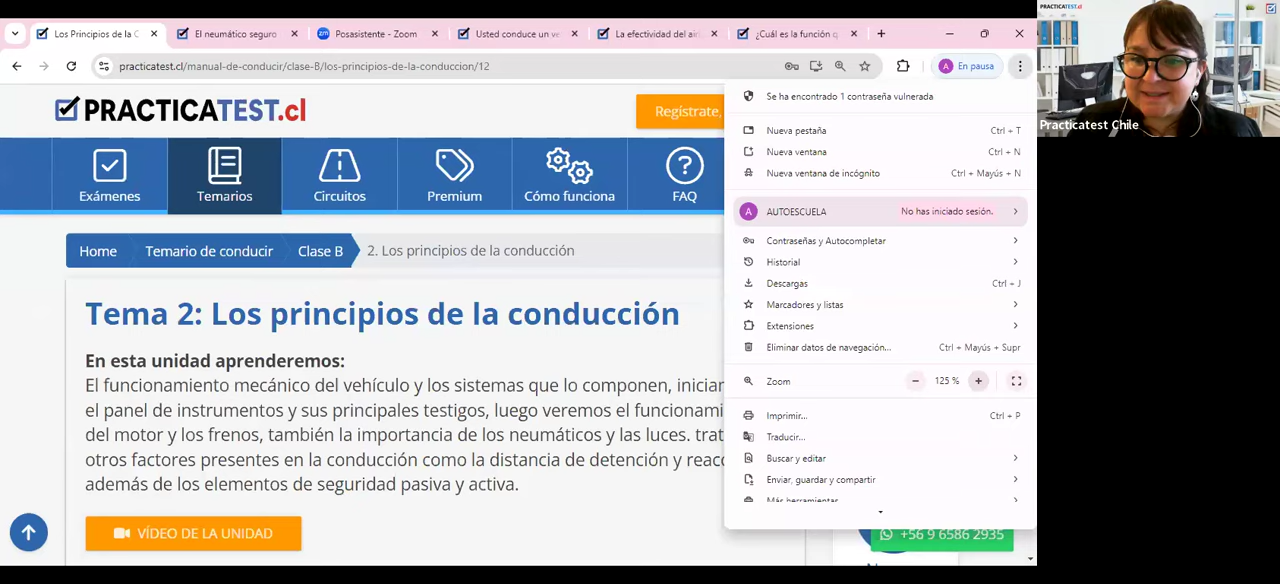 Los Principios de la C
El neumático seguro
zm Posasistente - Zoom
Usted conduce un ve
La efectividad del air
¿Cuál es la función q
practicatest.cl/manual-de-conducir/clase-B/los-principios-de-la-conduccion/12
A En pausa
PRACTICATEST.cl
Regístrate,
Exámenes
Temarios
Circuitos
Premium
Cómo funciona
FAQ
Home
Temario de conducir
Clase B
2. Los principios de la conducción
Tema 2: Los principios de la conducción
En esta unidad aprenderemos:
El funcionamiento mecánico del vehículo y los sistemas que lo componen, inician
el panel de instrumentos y sus principales testigos, luego veremos el funcionami
del motor y los frenos, también la importancia de los neumáticos y las luces. trat
otros factores presentes en la conducción como la distancia de detención y reacc
además de los elementos de seguridad pasiva y activa.
VÍDEO DE LA UNIDAD
Se ha encontrado 1 contraseña vulnerada
Nueva pestaña Ctrl + T
Nueva ventana Ctrl + N
Nueva ventana de incógnito Ctrl + Mayús + N
A AUTOESCUELA No has iniciado sesión.
Contraseñas y Autocompletar
Historial
Descargas Ctrl + J
Marcadores y listas
Extensiones
Eliminar datos de navegación... Ctrl + Mayús + Supr
Zoom − 125 % +
Imprimir... Ctrl + P
Traducir...
Buscar y editar
Enviar, guardar y compartir
Más herramientas
+56 9 6586 2935
PRACTICATEST.cl
Practicatest Chile